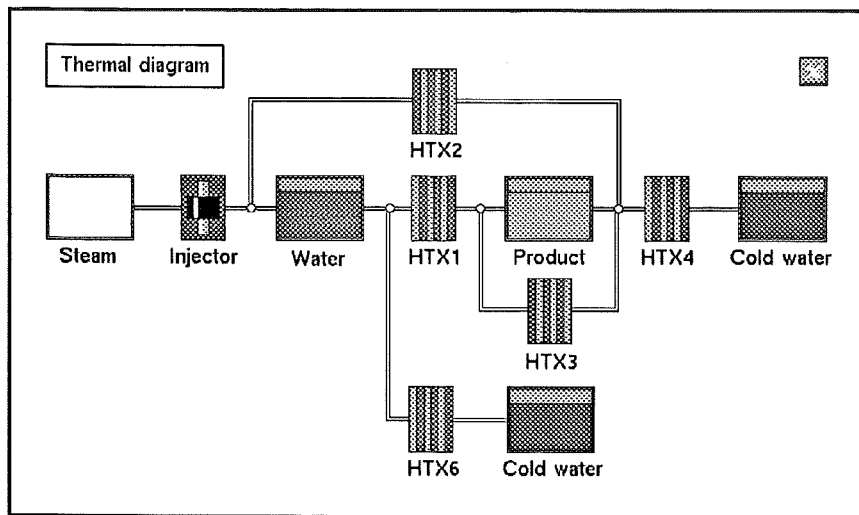 Thermal diagram
HTX2
Steam
Injector
Water
HTX1
Product
HTX4
Cold water
HTX3
HTX6
Cold water